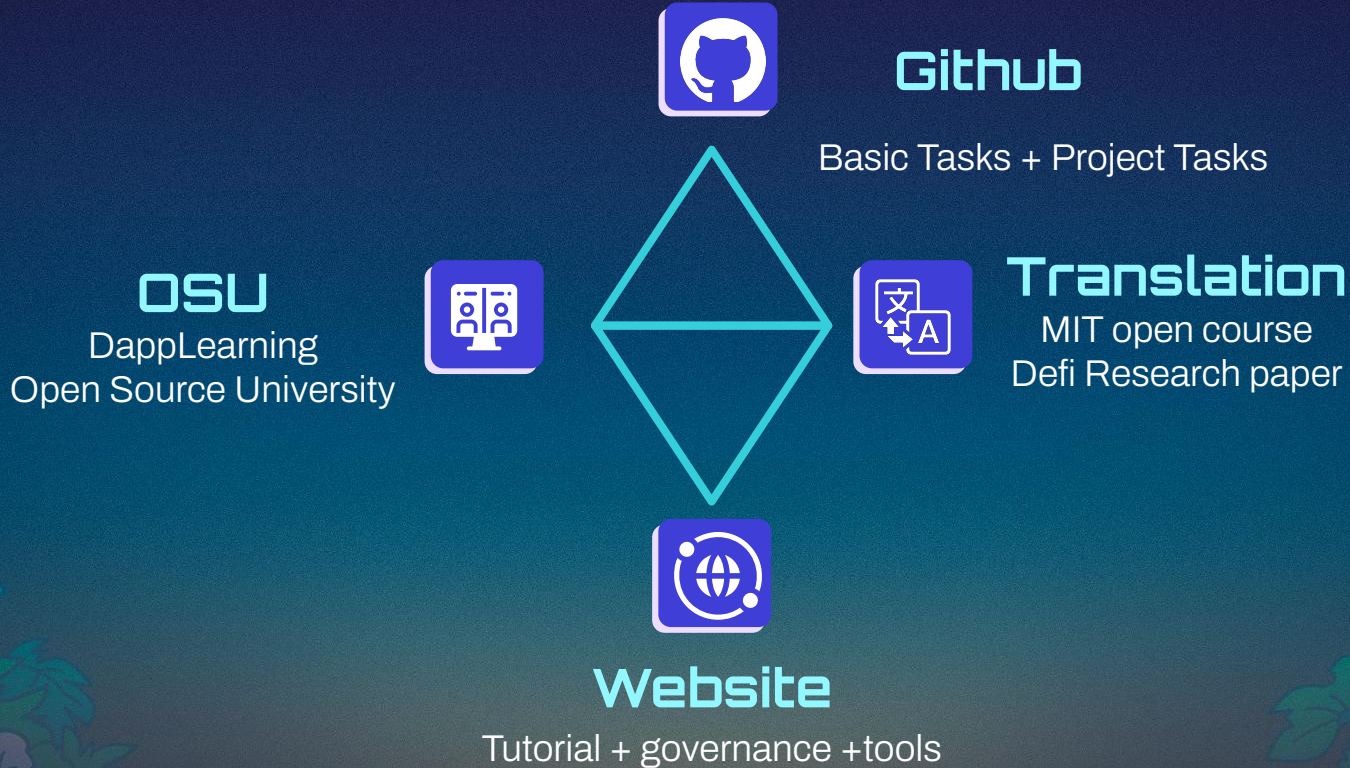 Github
Basic Tasks + Project Tasks
OSU
DappLearning
Open Source University
文
A
Translation
MIT open course
Defi Research paper
Website
Tutorial + governance +tools